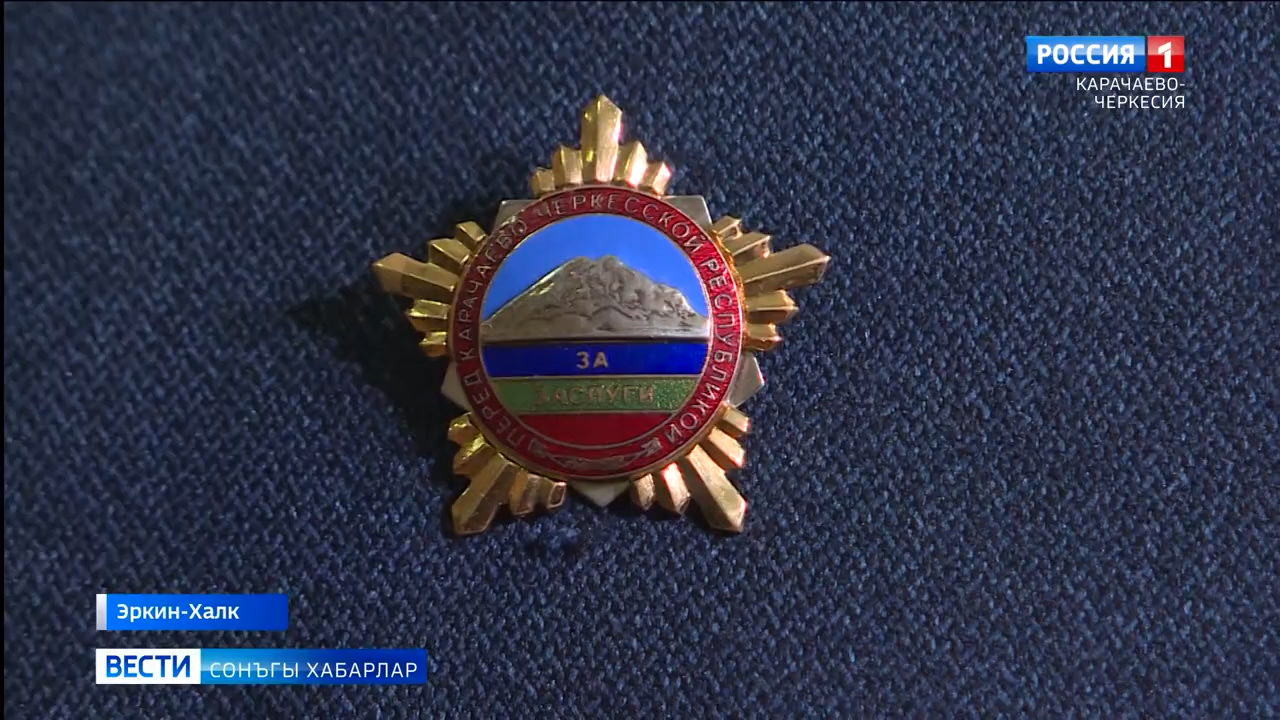 РОССИЯ 1
КАРАЧАЕВО-
ЧЕРКЕСИЯ
ПЕРЕД КАРАЧАЕВО ЧЕРКЕССКОЙ РЕСПУБЛИКОЙ
ЗА
ЗАСЛУГИ
Эркин-Халк
ВЕСТИ СОНЪГЫ ХАБАРЛАР